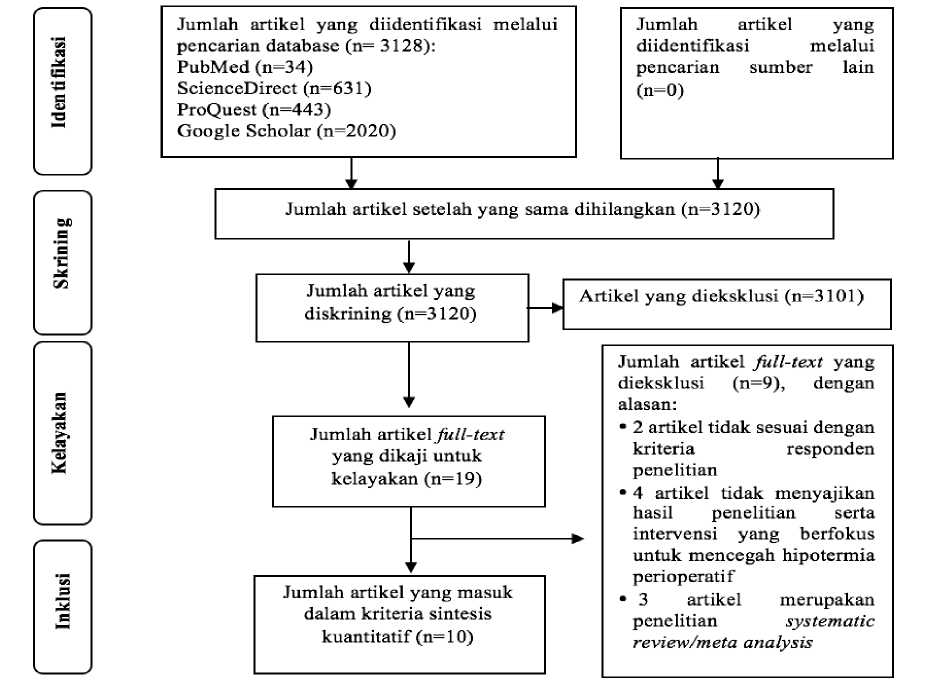 Identifikasi
Jumlah artikel yang diidentifikasi melalui
pencarian database (n= 3128):
PubMed (n=34)
ScienceDirect (n=631)
ProQuest (n=443)
Google Scholar (n=2020)
Jumlah artikel yang
diidentifikasi melalui
pencarian sumber lain
(n=0)
Skrining
Jumlah artikel setelah yang sama dihilangkan (n=3120)
Jumlah artikel yang
diskrining (n=3120)
Artikel yang dieksklusi (n=3101)
Kelayakan
Jumlah artikel full-text
yang dikaji untuk
kelayakan (n=19)
Jumlah artikel full-text yang
dieksklusi (n=9), dengan
alasan:
• 2 artikel tidak sesuai dengan
kriteria responden
penelitian
• 4 artikel tidak menyajikan
hasil penelitian serta
intervensi yang berfokus
untuk mencegah hipotermia
perioperatif
• 3 artikel merupakan
penelitian systematic
review/meta analysis
Inklusi
Jumlah artikel yang masuk
dalam kriteria sintesis
kuantitatif (n=10)